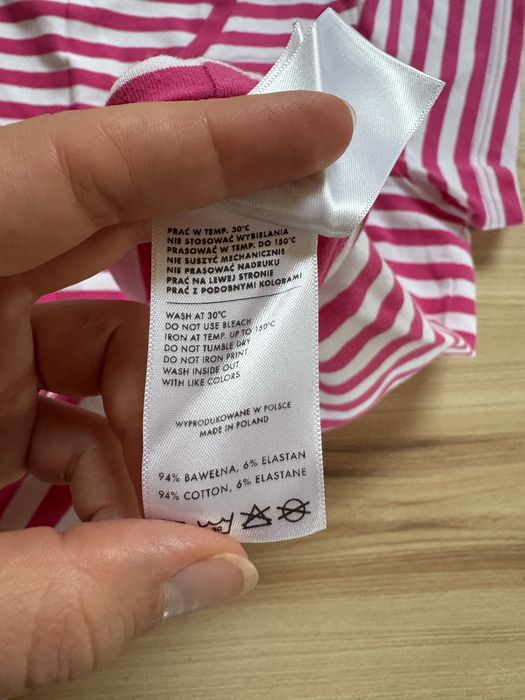 PRAĆ W TEMP. 30°C
NIE STOSOWAĆ WYBIELANIA
PRASOWAĆ W TEMP. DO 150°C
NIE SUSZYĆ MECHANICZNIE
NIE PRASOWAĆ NADRUKU
PRAĆ NA LEWEJ STRONIE
PRAĆ Z PODOBNYMI KOLORAMI
WASH AT 30°C
DO NOT USE BLEACH
IRON AT TEMP. UP TO 150°C
DO NOT TUMBLE DRY
DO NOT IRON PRINT
WASH INSIDE OUT
WITH LIKE COLORS
WYPRODUKOWANE W POLSCE
MADE IN POLAND
94% BAWEŁNA, 6% ELASTAN
94% COTTON, 6% ELASTANE